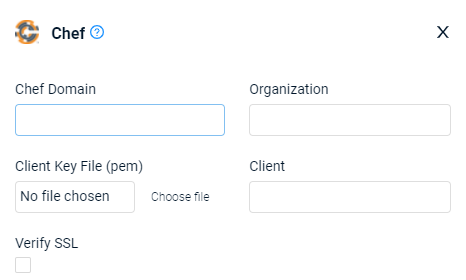 Chef ? X
Chef Domain Organization
Client Key File (pem) Client
No file chosen Choose file
Verify SSL